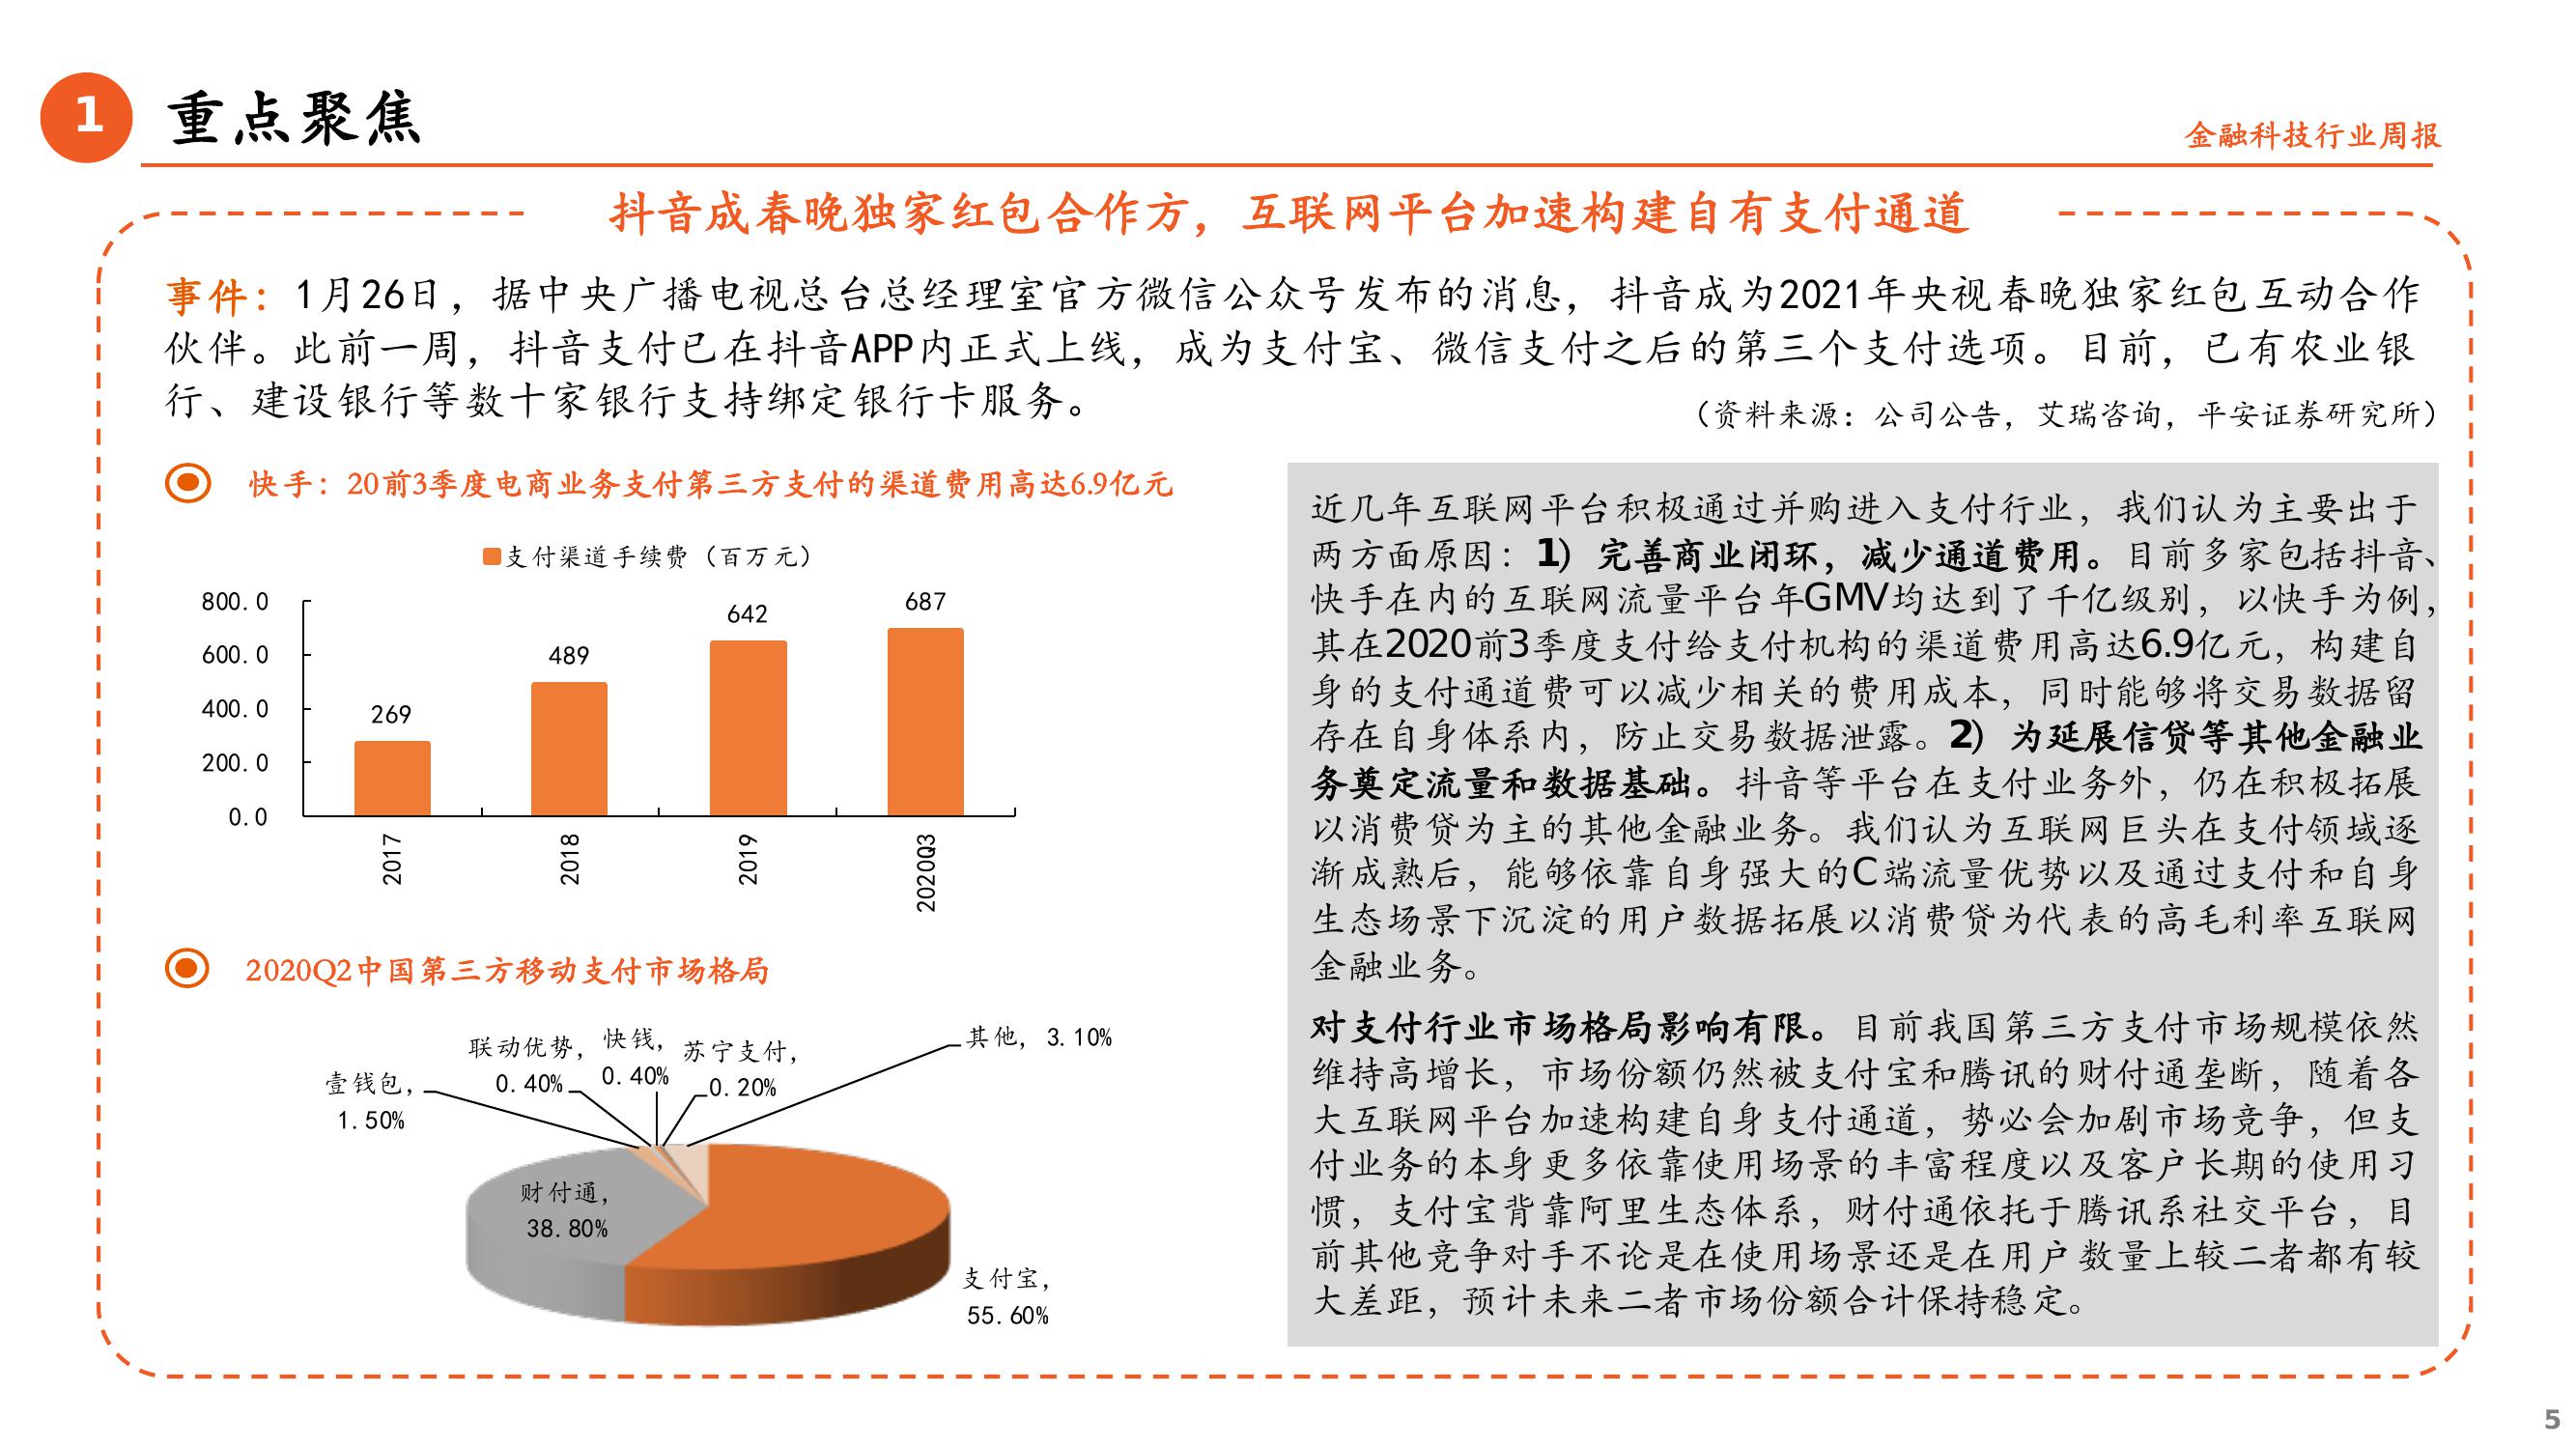 1
重点聚焦
金融科技行业周报
抖音成春晚独家红包合作方，互联网平台加速构建自有支付通道
事件：1月26日，据中央广播电视总台总经理室官方微信公众号发布的消息，抖音成为2021年央视春晚独家红包互动合作
伙伴。此前一周，抖音支付已在抖音APP内正式上线，成为支付宝、微信支付之后的第三个支付选项。目前，已有农业银
行、建设银行等数十家银行支持绑定银行卡服务。
（资料来源：公司公告，艾瑞咨询，平安证券研究所）
快手：20前3季度电商业务支付第三方支付的渠道费用高达6.9亿元
支付渠道手续费（百万元）
800.0
600.0
400.0
200.0
0.0
269
489
642
687
2017
2018
2019
2020Q3
2020Q2中国第三方移动支付市场格局
壹钱包，
1.50%
联动优势，
0.40%
快钱，
0.40%
苏宁支付，
0.20%
其他，3.10%
财付通，
38.80%
支付宝，
55.60%
近几年互联网平台积极通过并购进入支付行业，我们认为主要出于
两方面原因：1）完善商业闭环，减少通道费用。目前多家包括抖音、
快手在内的互联网流量平台年GMV均达到了千亿级别，以快手为例，
其在2020前3季度支付给支付机构的渠道费用高达6.9亿元，构建自
身的支付通道费可以减少相关的费用成本，同时能够将交易数据留
存在自身体系内，防止交易数据泄露。2）为延展信贷等其他金融业
务奠定流量和数据基础。抖音等平台在支付业务外，仍在积极拓展
以消费贷为主的其他金融业务。我们认为互联网巨头在支付领域逐
渐成熟后，能够依靠自身强大的C端流量优势以及通过支付和自身
生态场景下沉淀的用户数据拓展以消费贷为代表的高毛利率互联网
金融业务。
对支付行业市场格局影响有限。目前我国第三方支付市场规模依然
维持高增长，市场份额仍然被支付宝和腾讯的财付通垄断，随着各
大互联网平台加速构建自身支付通道，势必会加剧市场竞争，但支
付业务的本身更多依靠使用场景的丰富程度以及客户长期的使用习
惯，支付宝背靠阿里生态体系，财付通依托于腾讯系社交平台，目
前其他竞争对手不论是在使用场景还是在用户数量上较二者都有较
大差距，预计未来二者市场份额合计保持稳定。
5